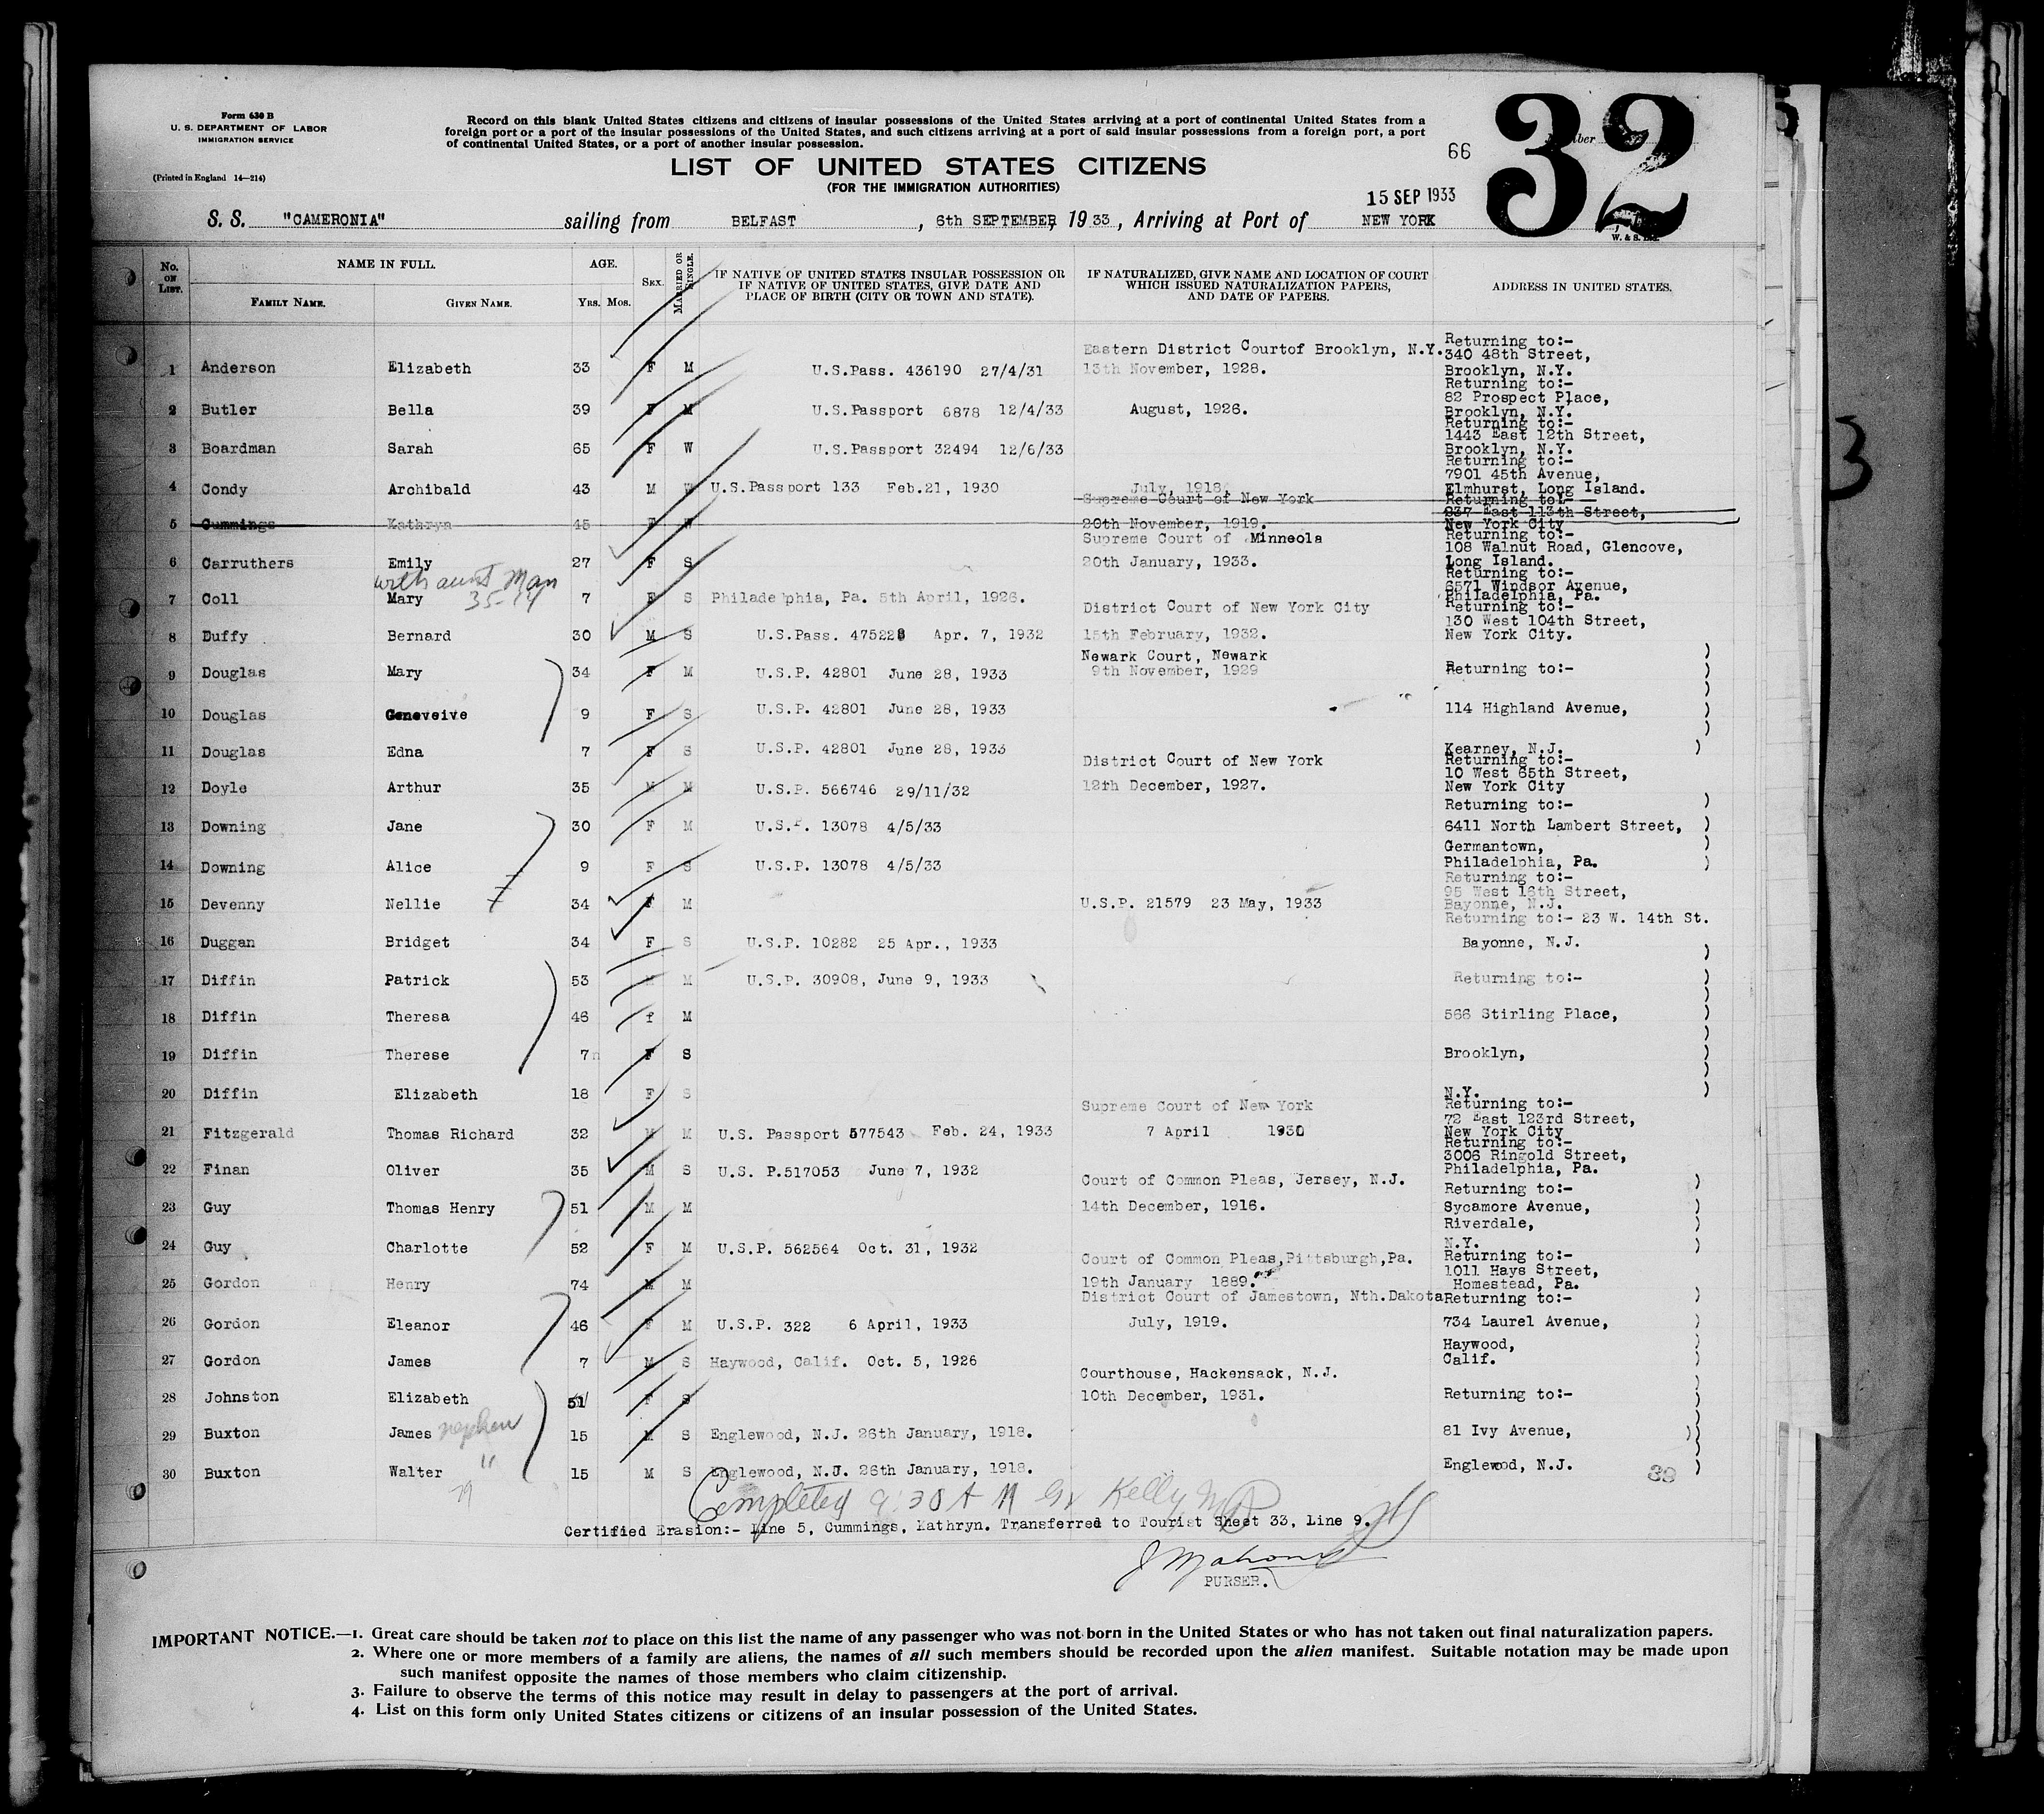 Form 630 B
U. S. DEPARTMENT OF LABOR
IMMIGRATION SERVICE
(Printed in England 14—214)
Record on this blank United States citizens and citizens of insular possessions of the United States arriving at a port of continental United States from a
foreign port or a port of the insular possessions of the United States, and such citizens arriving at a port of said insular possessions from a foreign port, a port
of continental United States, or a port of another insular possession.
LIST OF UNITED STATES CITIZENS
(FOR THE IMMIGRATION AUTHORITIES)
66
32
15 SEP 1933
S. S. "CAMERONIA" sailing from BELFAST, 6th SEPTEMBER, 1933, Arriving at Port of NEW YORK
W. & S. Ltd.
No. ON LIST. NAME IN FULL. AGE. SEX. MARRIED OR SINGLE. IF NATIVE OF UNITED STATES INSULAR POSSESSION OR IF NATIVE OF UNITED STATES, GIVE DATE AND PLACE OF BIRTH (CITY OR TOWN AND STATE). IF NATURALIZED, GIVE NAME AND LOCATION OF COURT WHICH ISSUED NATURALIZATION PAPERS, AND DATE OF PAPERS. ADDRESS IN UNITED STATES.
FAMILY NAME. GIVEN NAME. YRS. MOS.
Eastern District Courtof Brooklyn, N.Y. Returning to:-
340 48th Street,
1 Anderson Elizabeth 33 F M U.S.Pass. 436190 27/4/31 13th November, 1928. Brooklyn, N.Y.
Returning to:-
82 Prospect Place,
2 Butler Bella 39 F M U.S.Passport 6878 12/4/33 August, 1926. Brooklyn, N.Y.
Returning to:-
1443 East 12th Street,
3 Boardman Sarah 65 F W U.S.Passport 32494 12/6/33 Brooklyn, N.Y.
Returning to:-
7901 45th Avenue,
4 Condy Archibald 43 M W U.S.Passport 133 Feb.21, 1930 July, 1918. Elmhurst, Long Island.
Supreme Court of New York Returning to:-
237 East 113th Street,
5 Cummings Kathryn 45 F W 20th November, 1919. New York City
Supreme Court of Minneola Returning to:-
108 Walnut Road, Glencove,
6 Carruthers Emily 27 F S 20th January, 1933. Long Island.
with aunt Man
35-14
Returning to:-
6571 Windsor Avenue,
7 Coll Mary 7 F S Philadelphia, Pa. 5th April, 1926. Philadelphia, Pa.
District Court of New York City Returning to:-
130 West 104th Street,
8 Duffy Bernard 30 M S U.S.Pass. 475228 Apr. 7, 1932 15th February, 1932. New York City.
Newark Court, Newark
9 Douglas Mary 34 F M U.S.P. 42801 June 28, 1933 9th November, 1929 Returning to:-
10 Douglas Geneveive 9 F S U.S.P. 42801 June 28, 1933 114 Highland Avenue,
11 Douglas Edna 7 F S U.S.P. 42801 June 28, 1933 Kearney, N.J.
District Court of New York Returning to:-
10 West 65th Street,
12 Doyle Arthur 35 M M U.S.P. 566746 29/11/32 12th December, 1927. New York City
Returning to:-
13 Downing Jane 30 F M U.S.P. 13078 4/5/33 6411 North Lambert Street,
Germantown,
14 Downing Alice 9 F S U.S.P. 13078 4/5/33 Philadelphia, Pa.
Returning to:-
95 West 16th Street,
15 Devenny Nellie 34 F M U.S.P. 21579 23 May, 1933 Bayonne, N.J.
Returning to:- 23 W. 14th St.
16 Duggan Bridget 34 F S U.S.P. 10282 25 Apr., 1933 Bayonne, N.J.
17 Diffin Patrick 53 M M U.S.P. 30908, June 9, 1933 Returning to:-
18 Diffin Theresa 46 f M 566 Stirling Place,
19 Diffin Therese 7 F S Brooklyn,
20 Diffin Elizabeth 18 F S N.Y.
Supreme Court of New York Returning to:-
72 East 123rd Street,
21 Fitzgerald Thomas Richard 32 M M U.S. Passport 577543 Feb. 24, 1933 7 April 1930 New York City
Returning to:-
3006 Ringold Street,
22 Finan Oliver 35 M S U.S. P.517053 June 7, 1932 Philadelphia, Pa.
Court of Common Pleas, Jersey, N.J. Returning to:-
23 Guy Thomas Henry 51 M M 14th December, 1916. Sycamore Avenue,
Riverdale,
24 Guy Charlotte 52 F M U.S.P. 562564 Oct. 31, 1932 N.Y.
Court of Common Pleas,Pittsburgh,Pa. Returning to:-
1011 Hays Street,
25 Gordon Henry 74 M M 19th January 1889. Homestead, Pa.
District Court of Jamestown, Nth.Dakota Returning to:-
26 Gordon Eleanor 46 F M U.S.P. 322 6 April, 1933 July, 1919. 734 Laurel Avenue,
Haywood,
27 Gordon James 7 M S Haywood, Calif. Oct. 5, 1926 Calif.
Courthouse, Hackensack, N.J.
28 Johnston Elizabeth 51 F S 10th December, 1931. Returning to:-
29 Buxton James nephew 15 M S Englewood, N.J. 26th January, 1918. 81 Ivy Avenue,
30 Buxton Walter " 15 M S Englewood, N.J. 26th January, 1918. Englewood, N.J.
39
Completed 9:30 A M Kelly
Certified Erasion:- Line 5, Cummings, Kathryn. Transferred to Tourist Sheet 33, Line 9.
J Mahony
PURSER.
IMPORTANT NOTICE.—1. Great care should be taken not to place on this list the name of any passenger who was not born in the United States or who has not taken out final naturalization papers.
2. Where one or more members of a family are aliens, the names of all such members should be recorded upon the alien manifest. Suitable notation may be made upon
such manifest opposite the names of those members who claim citizenship.
3. Failure to observe the terms of this notice may result in delay to passengers at the port of arrival.
4. List on this form only United States citizens or citizens of an insular possession of the United States.
3